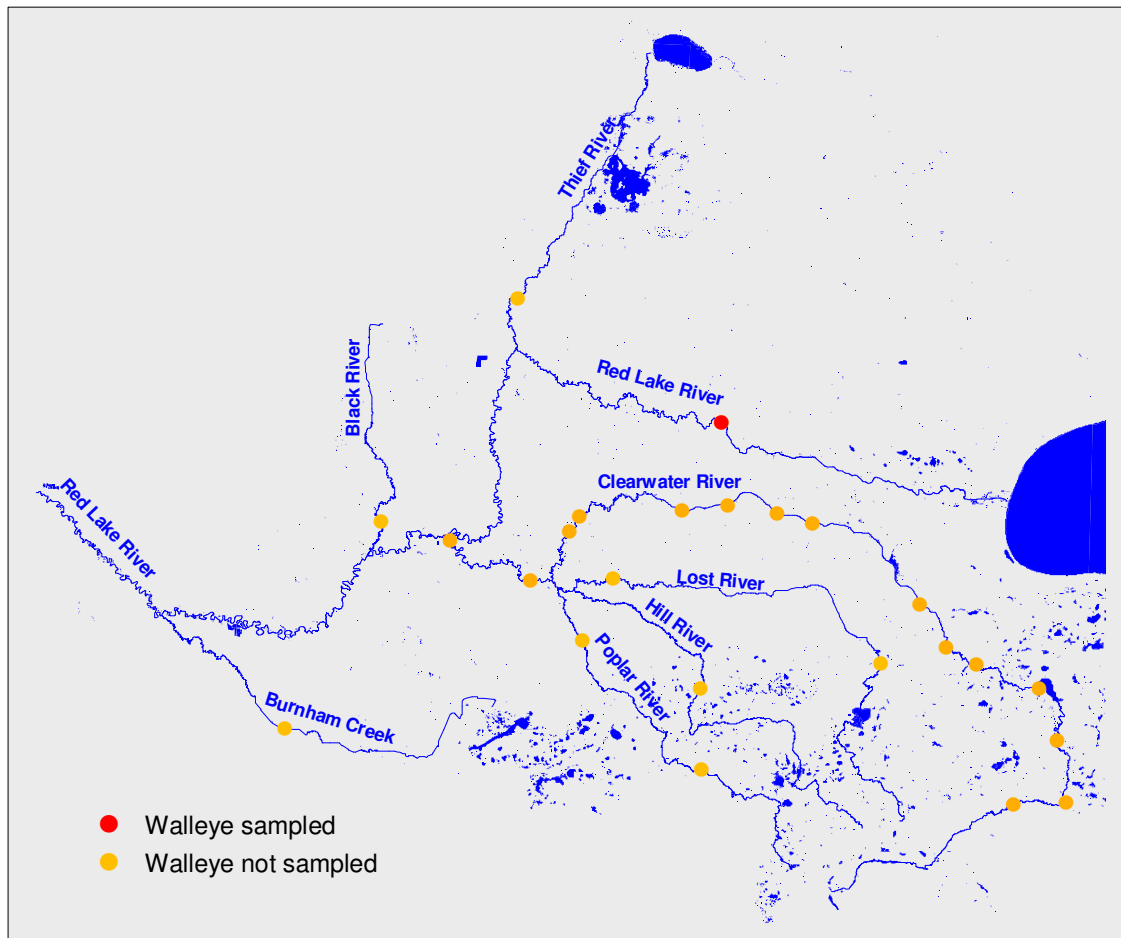 Thief River
Red Lake River
Black River
Clearwater River
Red Lake River
Lost River
Hill River
Poplar River
Burnham Creek
Walleye sampled
Walleye not sampled